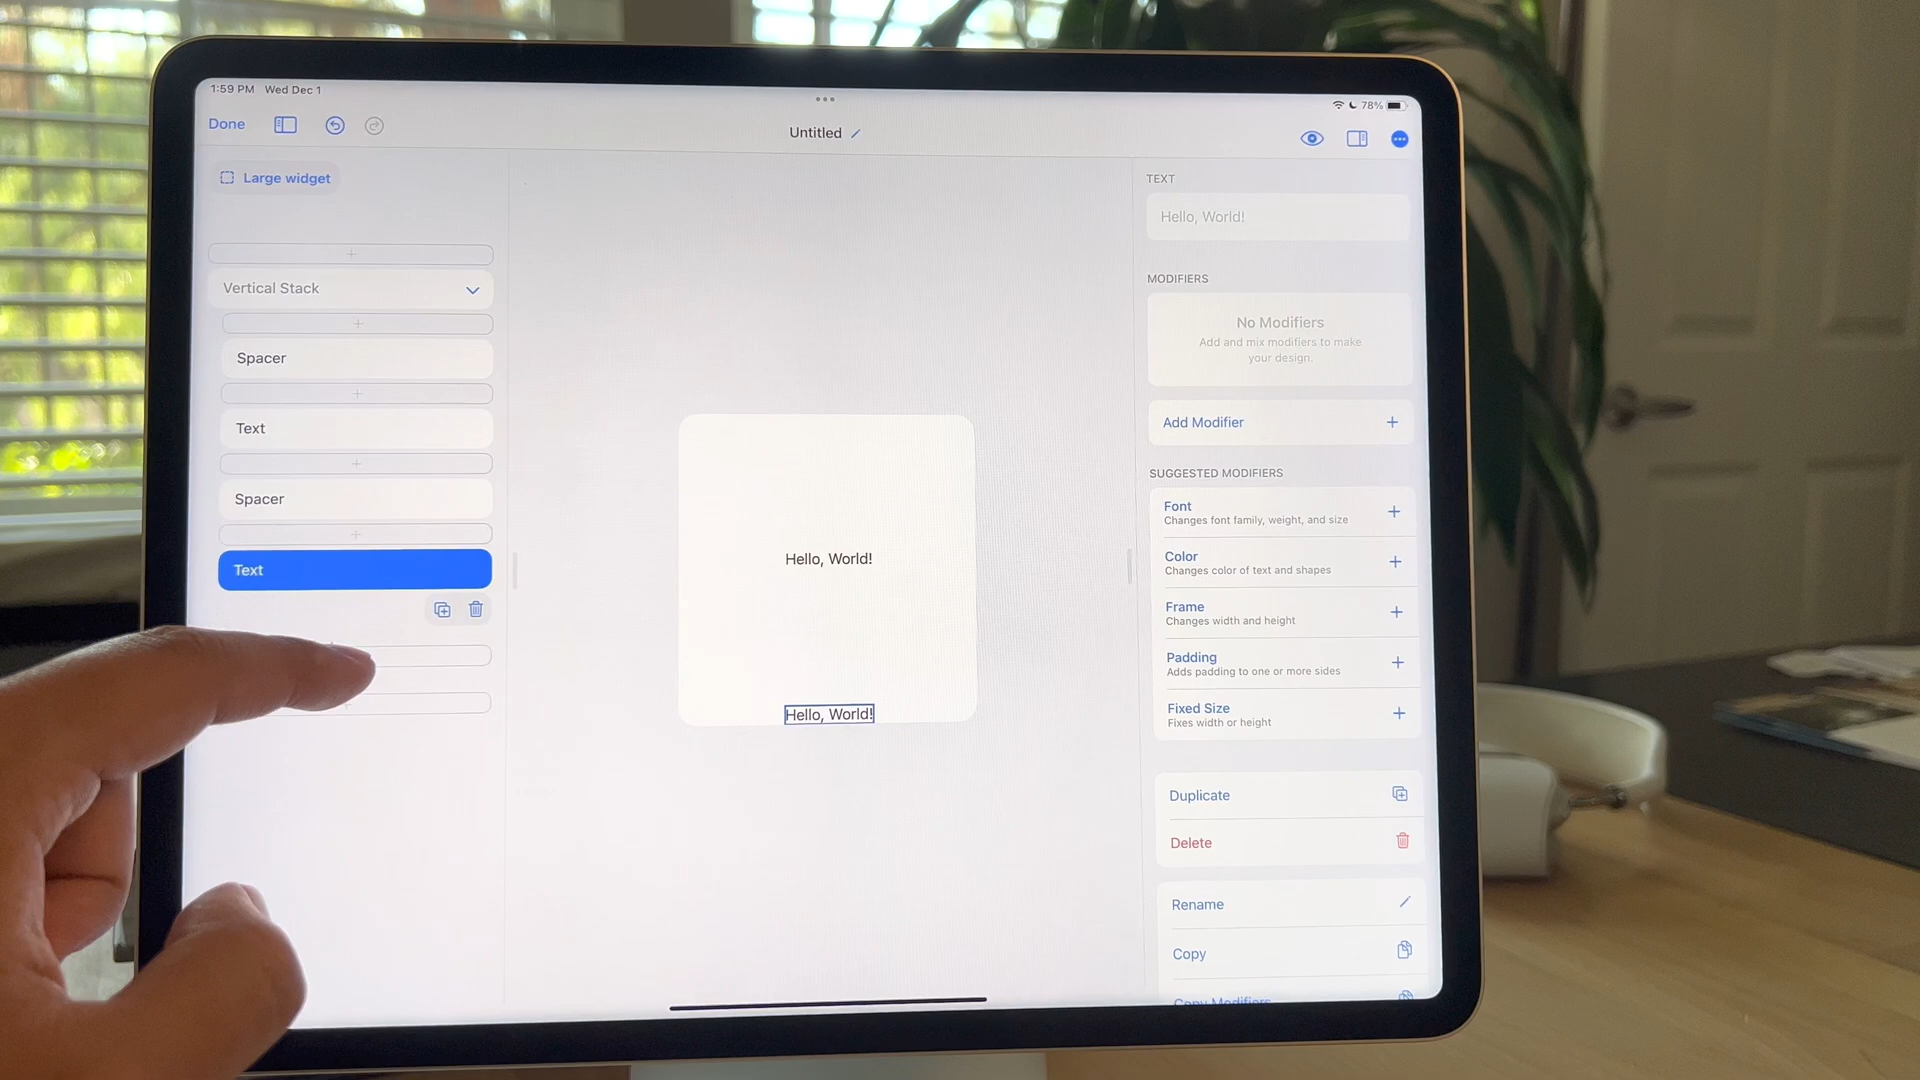 1:59 PM Wed Dec 1
78%
Done
Untitled
Large widget
Vertical Stack
Spacer
Text
Spacer
Text
Hello, World!
Hello, World!
TEXT
Hello, World!
MODIFIERS
No Modifiers
Add and mix modifiers to make
your design.
Add Modifier
SUGGESTED MODIFIERS
Font
Changes font family, weight, and size
Color
Changes color of text and shapes
Frame
Changes width and height
Padding
Adds padding to one or more sides
Fixed Size
Fixes width or height
Duplicate
Delete
Rename
Copy
Copy Modifiers